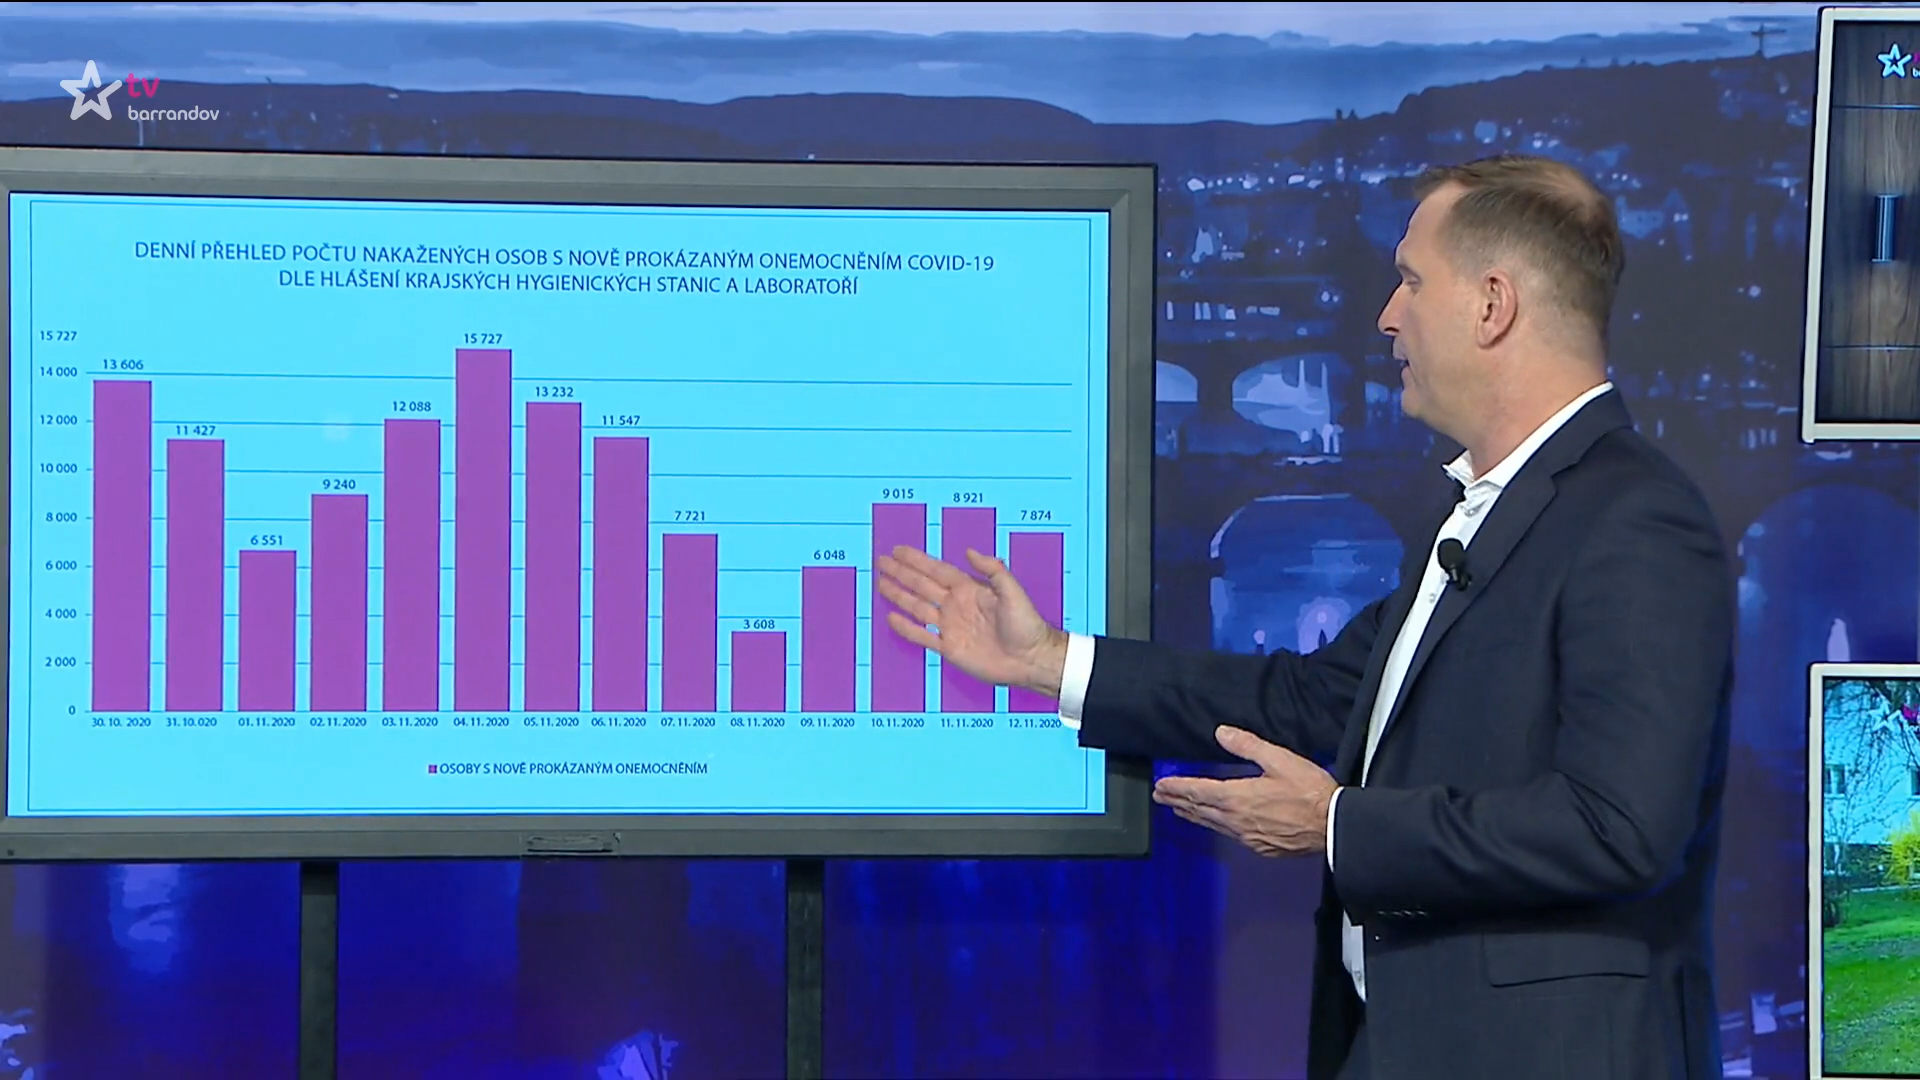 tv
barrandov
DENNÍ PŘEHLED POČTU NAKAŽENÝCH OSOB S NOVĚ PROKÁZANÝM ONEMOCNĚNÍM COVID-19
DLE HLÁŠENÍ KRAJSKÝCH HYGIENICKÝCH STANIC A LABORATOŘÍ
15 727
14 000
12 000
10 000
8 000
6 000
4 000
2 000
0
13 606
11 427
6 551
9 240
12 088
15 727
13 232
11 547
7 721
3 608
6 048
9 015
8 921
7 874
30. 10. 2020
31. 10. 020
01. 11. 2020
02. 11. 2020
03. 11. 2020
04. 11. 2020
05. 11. 2020
06. 11. 2020
07. 11. 2020
08. 11. 2020
09. 11. 2020
10. 11. 2020
11. 11. 2020
12. 11. 2020
OSOBY S NOVĚ PROKÁZANÝM ONEMOCNĚNÍM